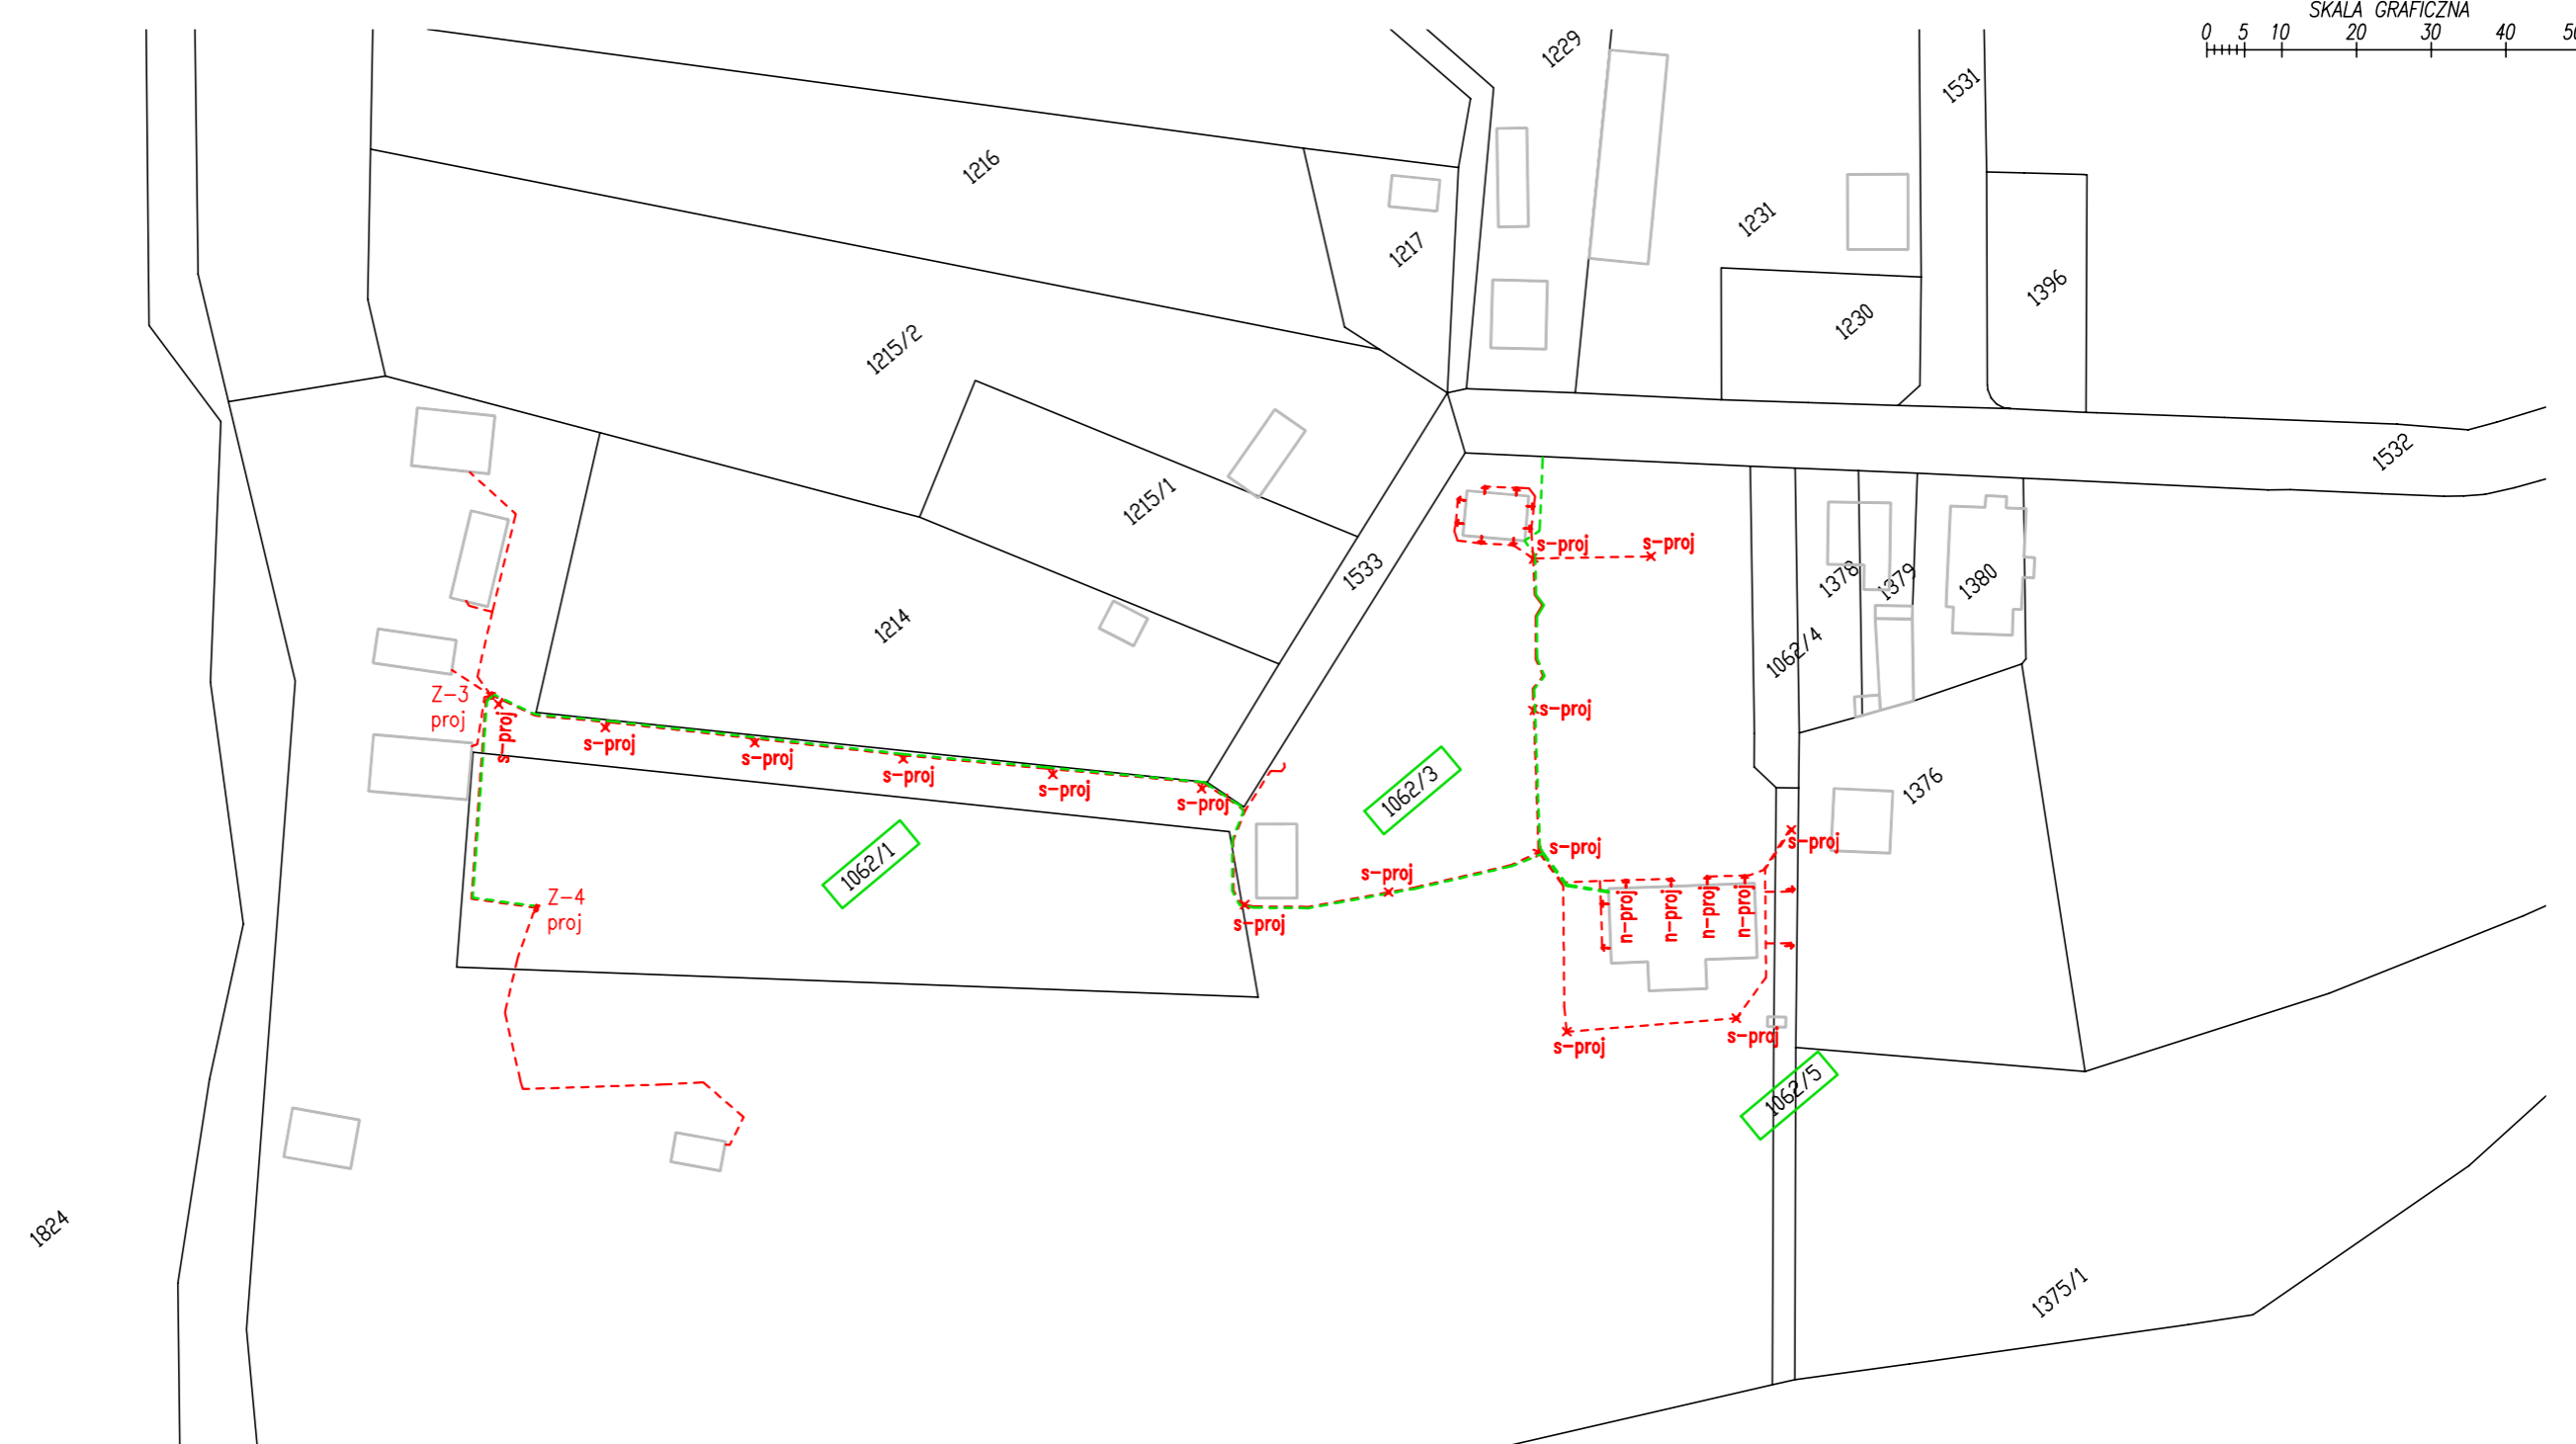 SKALA GRAFICZNA
0 5 10 20 30 40 50
1229
1531
1216
1231
1217
1396
1230
1215/2
1532
1215/1
s-proj
s-proj
1533
1378
1379
1380
1214
1062/4
Z-3
proj
s-proj
s-proj
s-proj
s-proj
s-proj
s-proj
s-proj
1062/3
1376
s-proj
s-proj
1062/1
s-proj
Z-4
proj
s-proj
n-proj
n-proj
n-proj
n-proj
s-proj
s-proj
1062/5
1824
1375/1